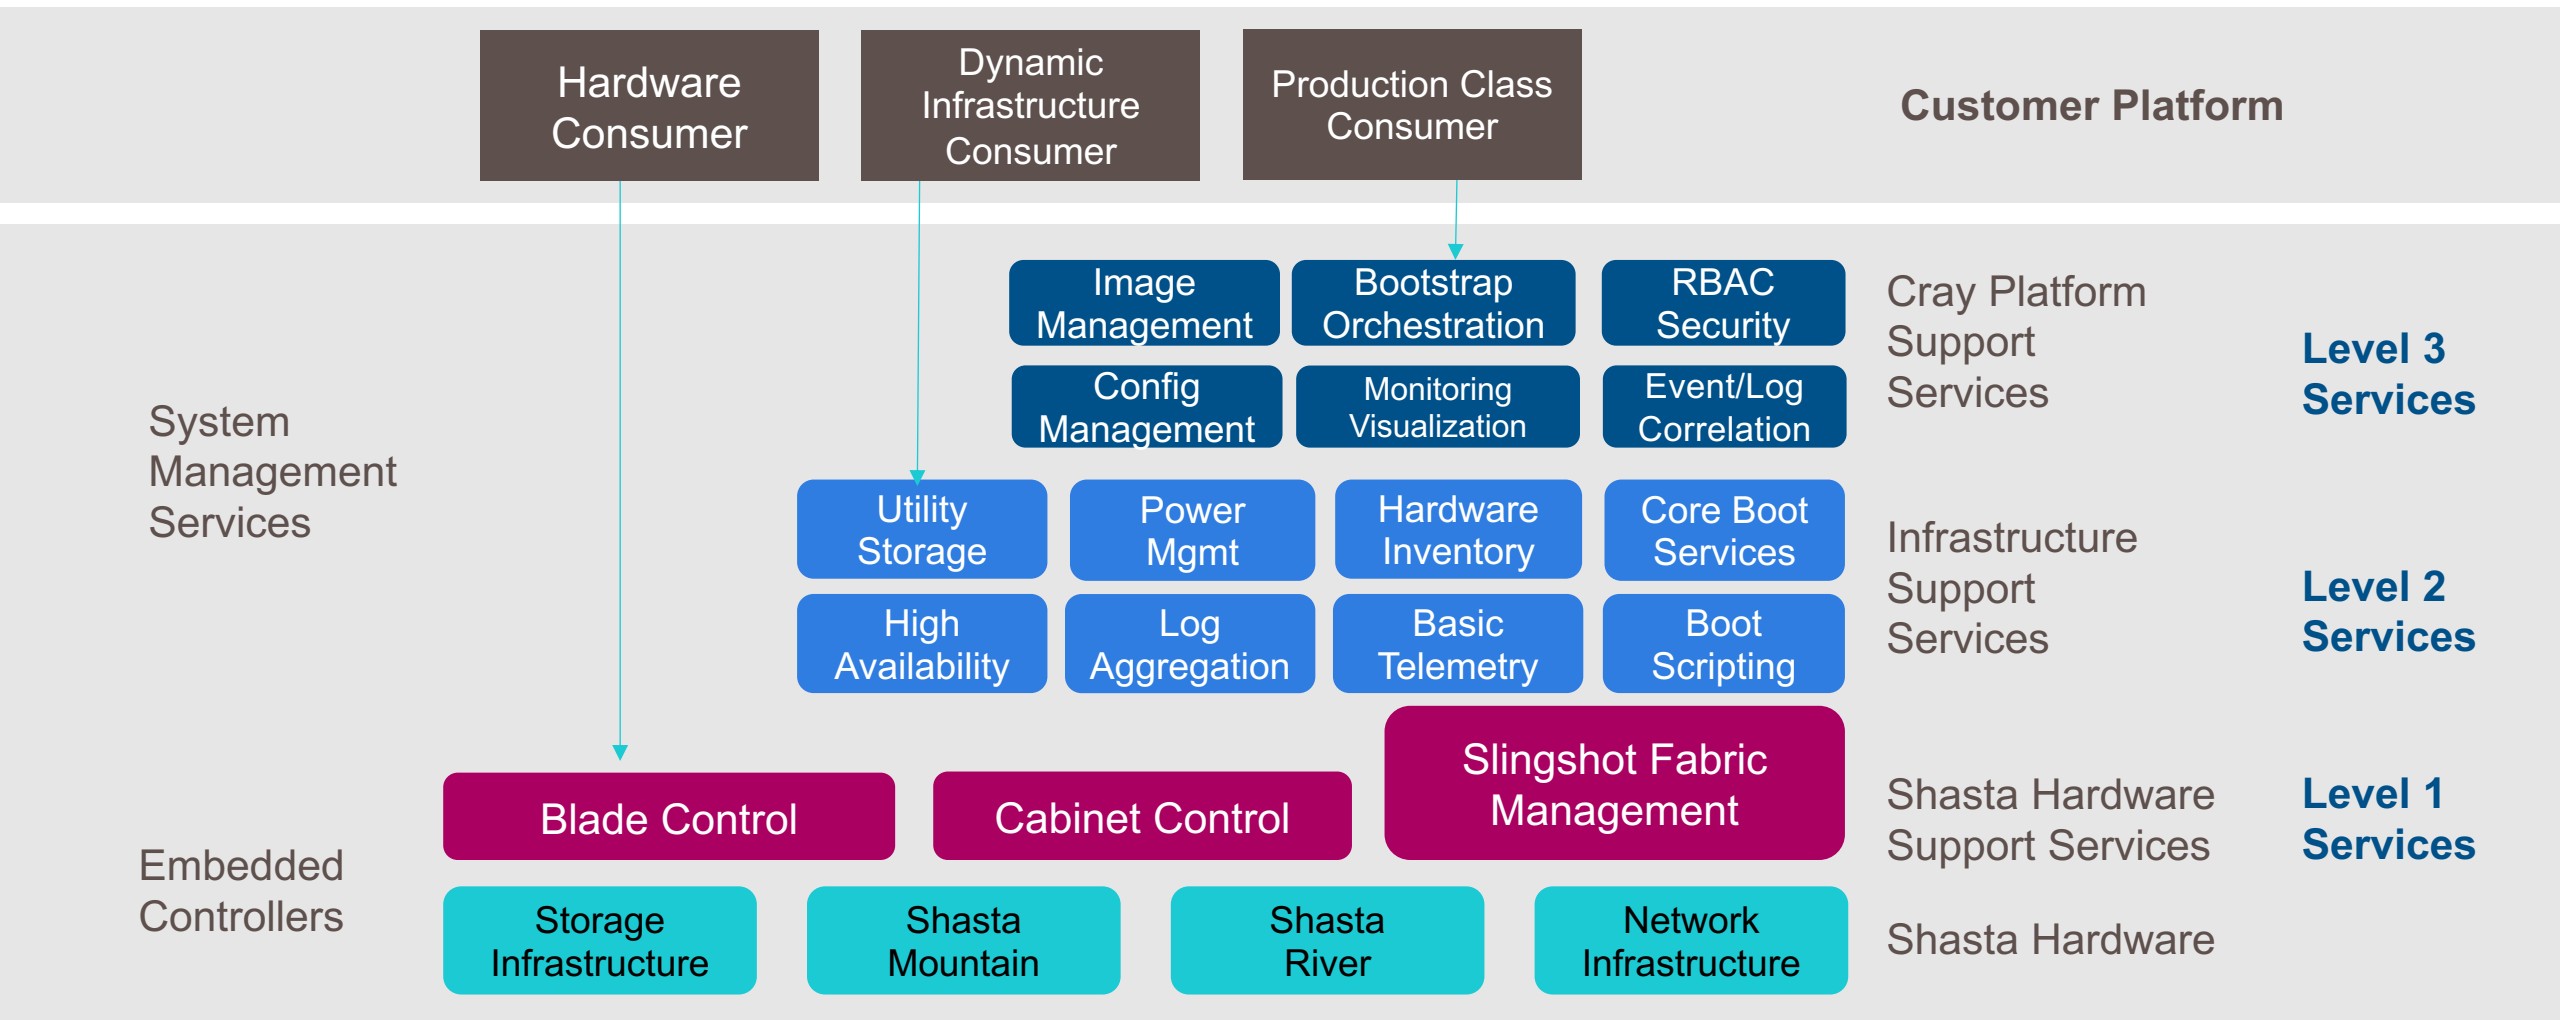 Hardware
Consumer
Dynamic
Infrastructure
Consumer
Production Class
Consumer
Customer Platform
Image
Management
Bootstrap
Orchestration
RBAC
Security
Config
Management
Monitoring
Visualization
Event/Log
Correlation
Cray Platform
Support
Services
Level 3
Services
System
Management
Services
Utility
Storage
Power
Mgmt
Hardware
Inventory
Core Boot
Services
High
Availability
Log
Aggregation
Basic
Telemetry
Boot
Scripting
Infrastructure
Support
Services
Level 2
Services
Blade Control
Cabinet Control
Slingshot Fabric
Management
Shasta Hardware
Support Services
Level 1
Services
Embedded
Controllers
Storage
Infrastructure
Shasta
Mountain
Shasta
River
Network
Infrastructure
Shasta Hardware